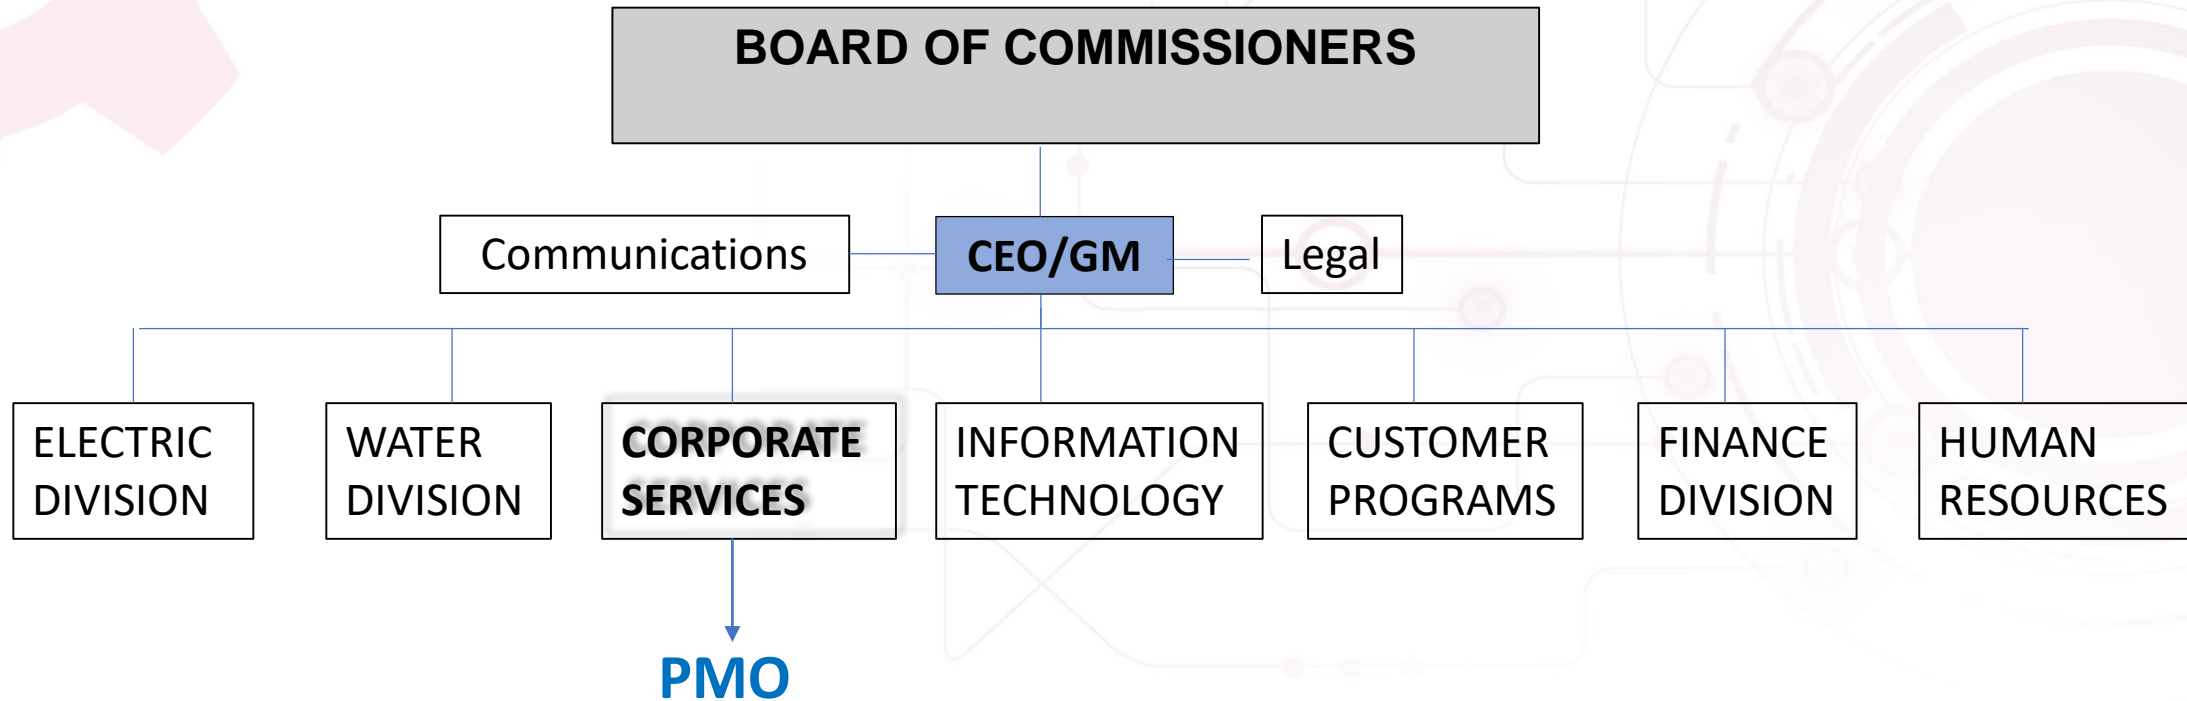 BOARD OF COMMISSIONERS
Communications
CEO/GM
Legal
ELECTRIC
DIVISION
WATER
DIVISION
CORPORATE
SERVICES
INFORMATION
TECHNOLOGY
CUSTOMER
PROGRAMS
FINANCE
DIVISION
HUMAN
RESOURCES
PMO